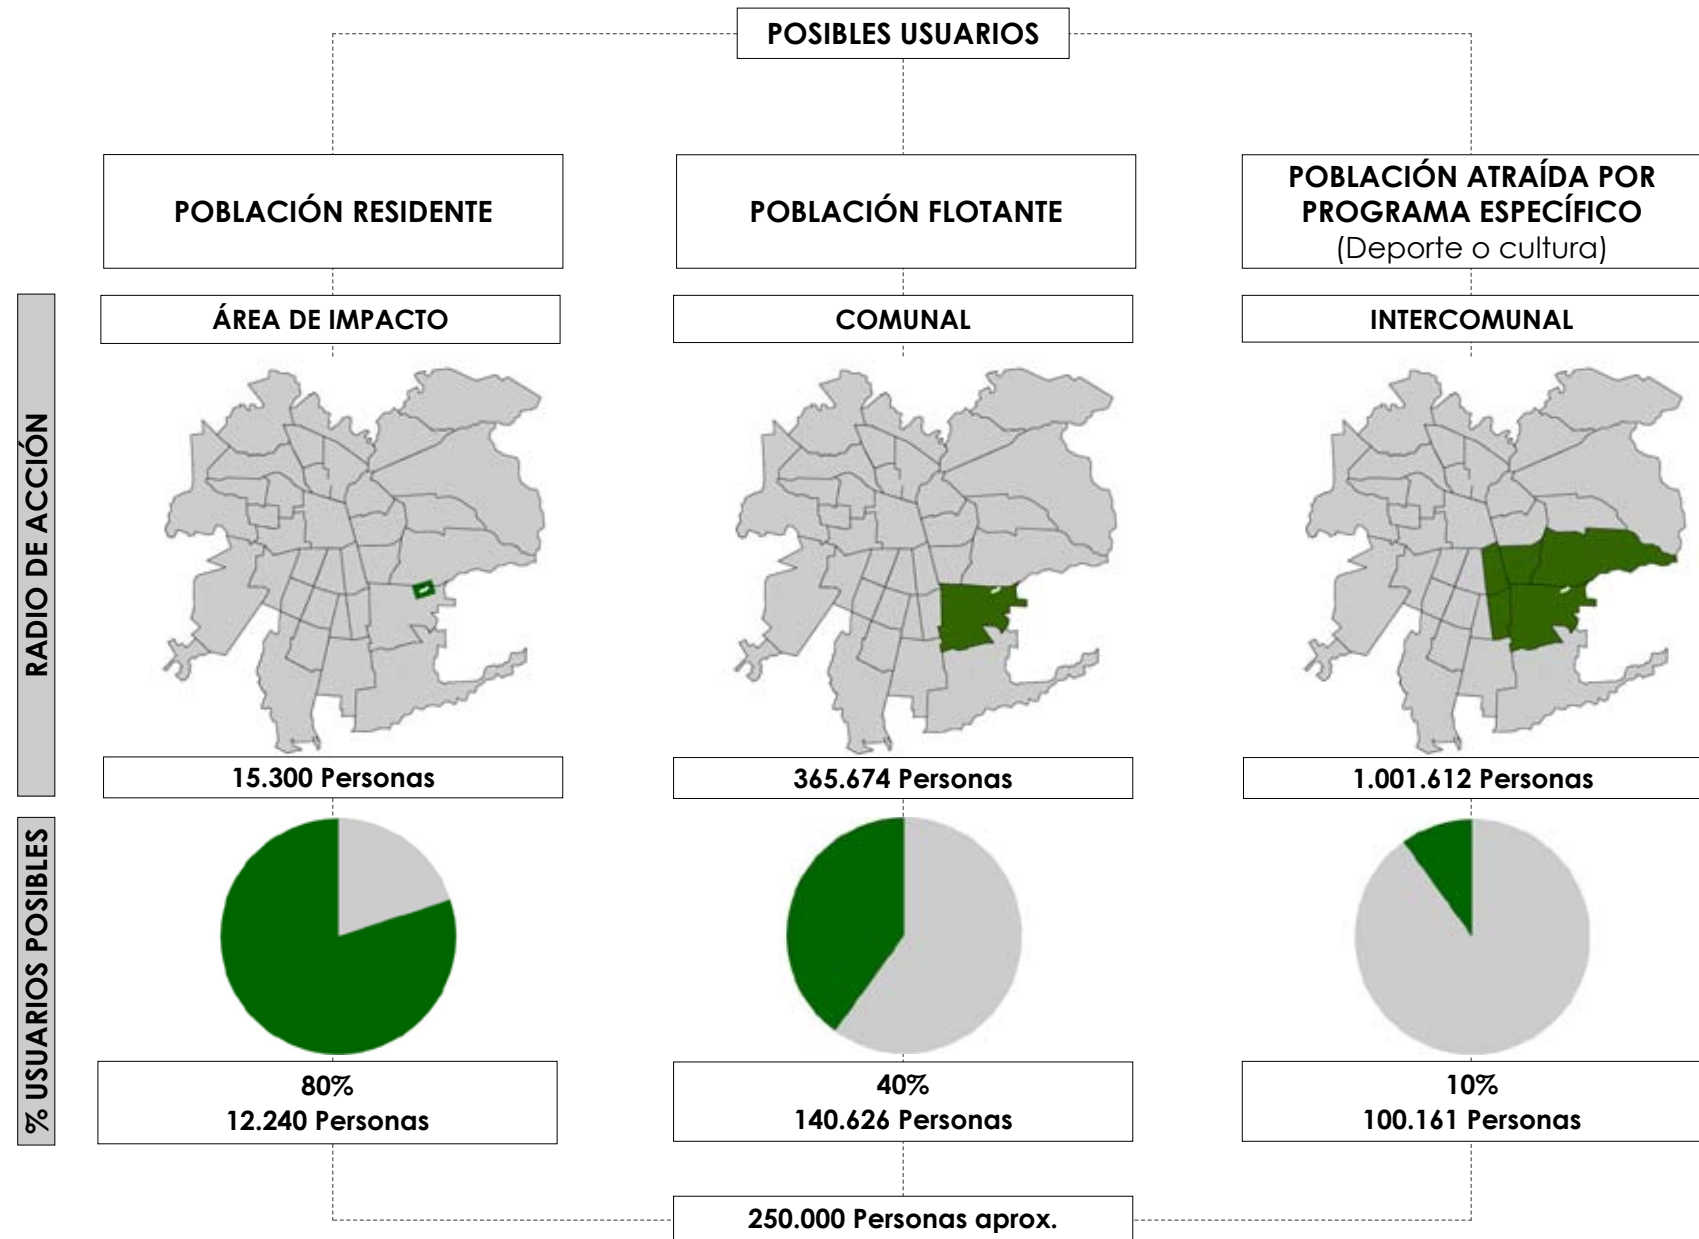 POSIBLES USUARIOS
POBLACIÓN RESIDENTE
POBLACIÓN FLOTANTE
POBLACIÓN ATRAÍDA POR
PROGRAMA ESPECÍFICO
(Deporte o cultura)
RADIO DE ACCIÓN
ÁREA DE IMPACTO
COMUNAL
INTERCOMUNAL
15.300 Personas
365.674 Personas
1.001.612 Personas
% USUARIOS POSIBLES
80%
12.240 Personas
40%
140.626 Personas
10%
100.161 Personas
250.000 Personas aprox.